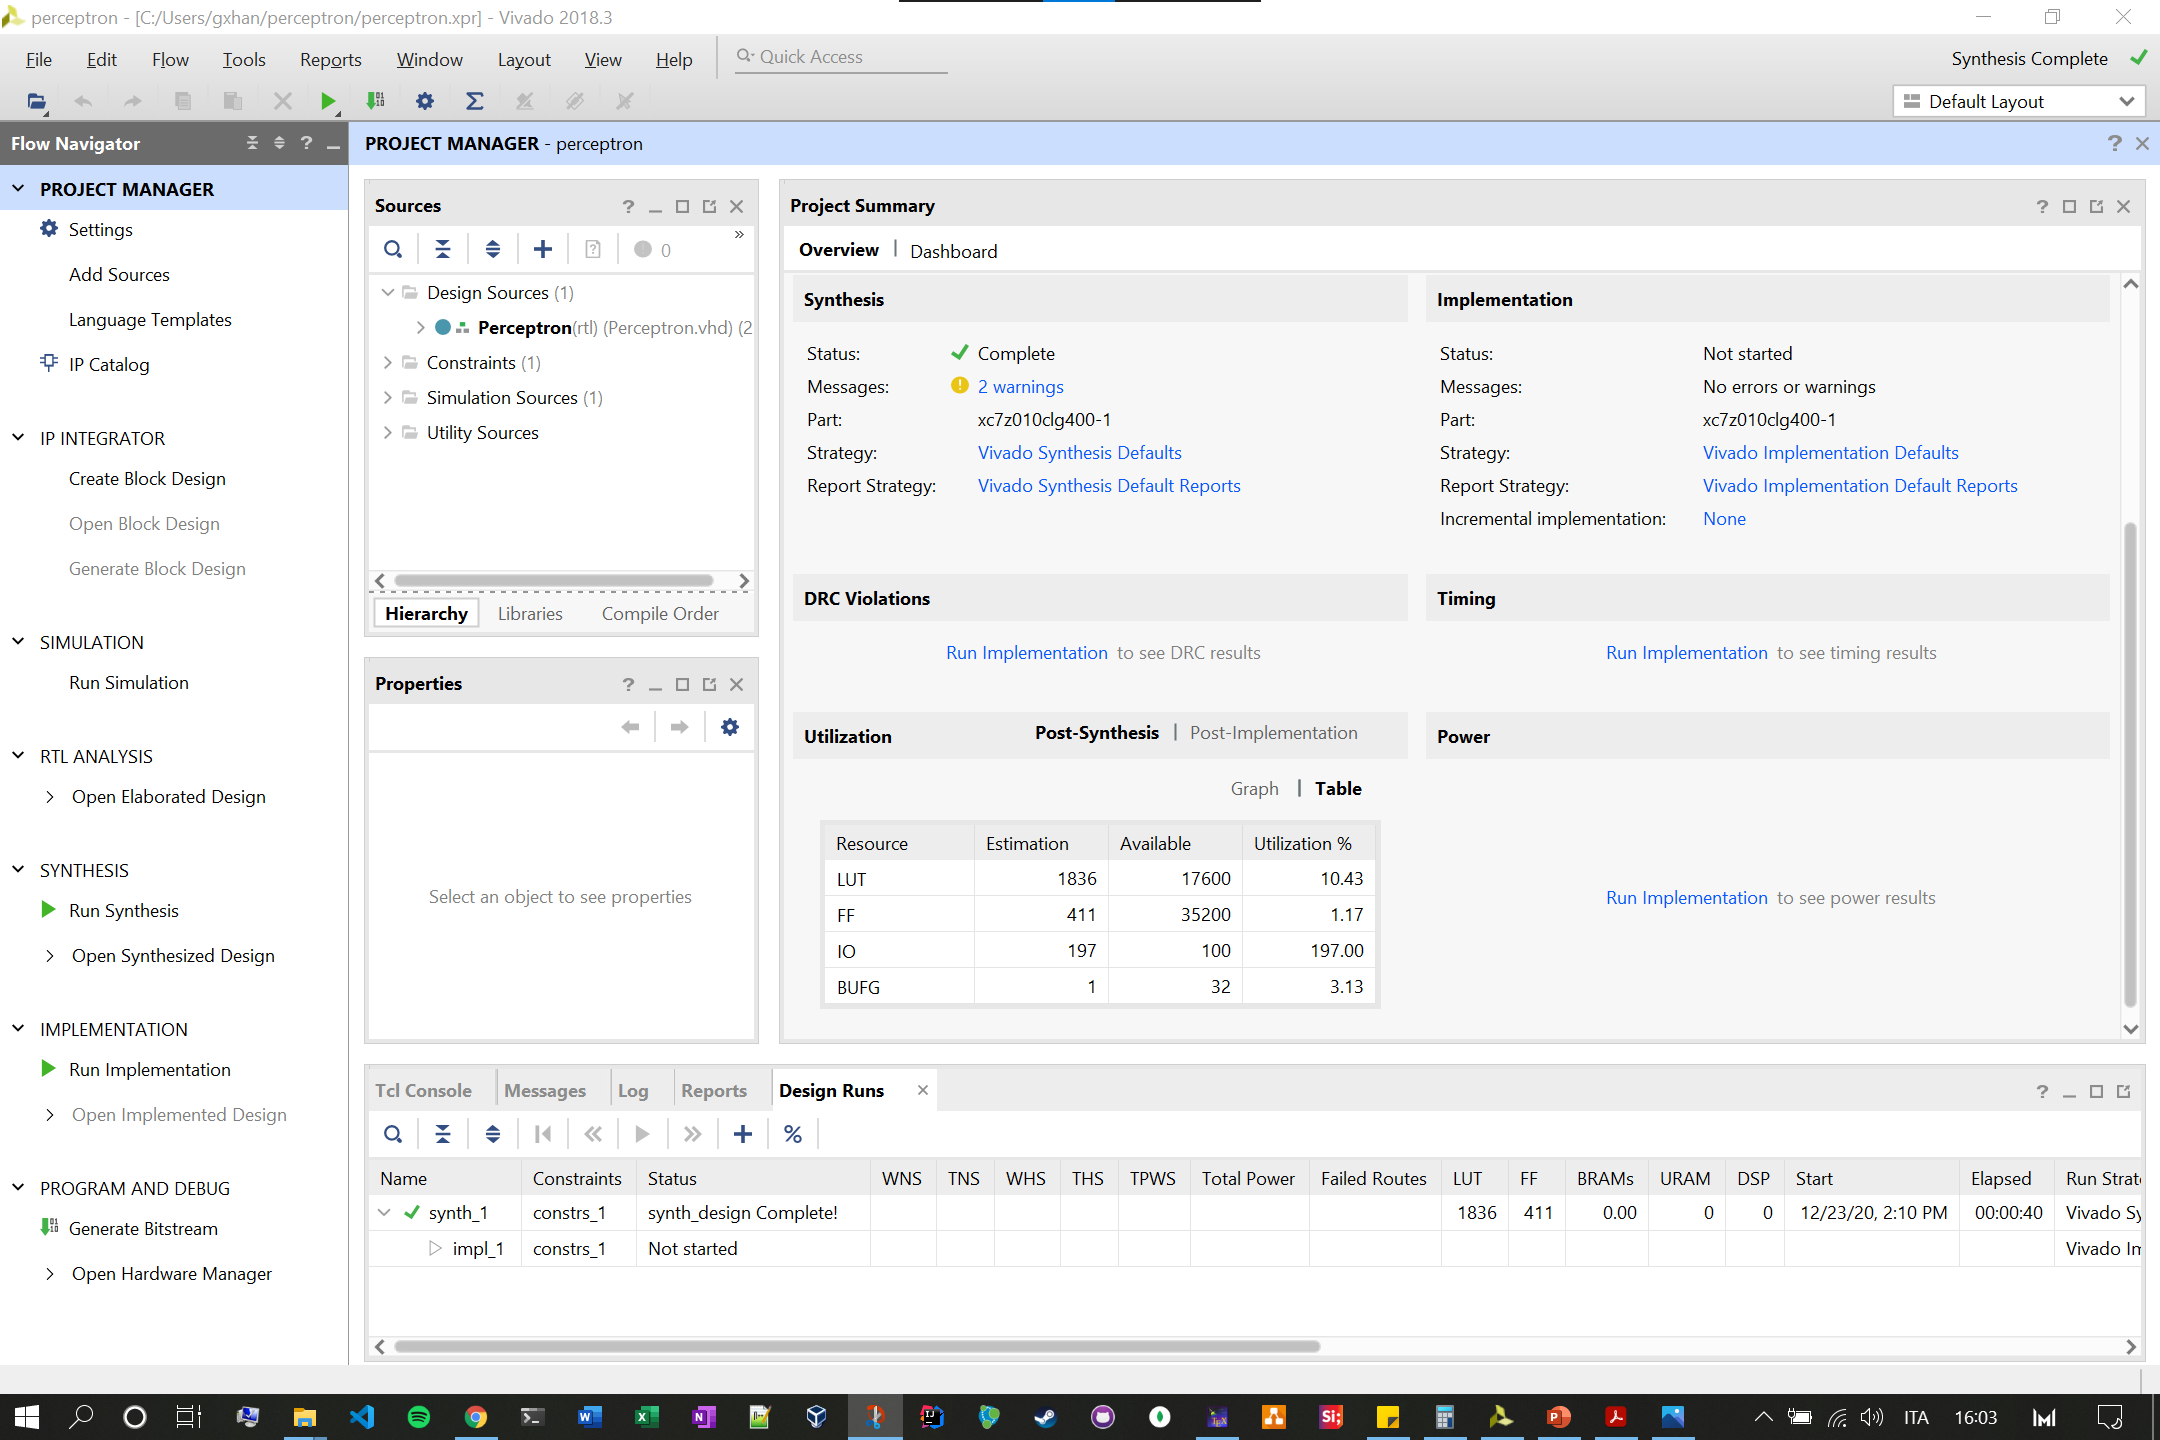 perceptron - [C:/Users/gxhan/perceptron/perceptron.xpr] - Vivado 2018.3
File Edit Flow Tools Reports Window Layout View Help Quick Access Synthesis Complete
Default Layout
Flow Navigator
PROJECT MANAGER
Settings
Add Sources
Language Templates
IP Catalog
IP INTEGRATOR
Create Block Design
Open Block Design
Generate Block Design
SIMULATION
Run Simulation
RTL ANALYSIS
Open Elaborated Design
SYNTHESIS
Run Synthesis
Open Synthesized Design
IMPLEMENTATION
Run Implementation
Open Implemented Design
PROGRAM AND DEBUG
Generate Bitstream
Open Hardware Manager
PROJECT MANAGER - perceptron
Sources
0
Design Sources (1)
Perceptron(rtl) (Perceptron.vhd) (2
Constraints (1)
Simulation Sources (1)
Utility Sources
Hierarchy Libraries Compile Order
Properties
Select an object to see properties
Project Summary
Overview | Dashboard
Synthesis
Status: Complete
Messages: 2 warnings
Part: xc7z010clg400-1
Strategy: Vivado Synthesis Defaults
Report Strategy: Vivado Synthesis Default Reports
Implementation
Status: Not started
Messages: No errors or warnings
Part: xc7z010clg400-1
Strategy: Vivado Implementation Defaults
Report Strategy: Vivado Implementation Default Reports
Incremental implementation: None
DRC Violations
Run Implementation to see DRC results
Timing
Run Implementation to see timing results
Utilization Post-Synthesis | Post-Implementation
Graph | Table
Resource Estimation Available Utilization %
LUT 1836 17600 10.43
FF 411 35200 1.17
IO 197 100 197.00
BUFG 1 32 3.13
Power
Run Implementation to see power results
Tcl Console Messages Log Reports Design Runs
Name Constraints Status WNS TNS WHS THS TPWS Total Power Failed Routes LUT FF BRAMs URAM DSP Start Elapsed Run Strat
synth_1 constrs_1 synth_design Complete! 1836 411 0.00 0 0 12/23/20, 2:10 PM 00:00:40 Vivado Sy
impl_1 constrs_1 Not started Vivado Im
ITA 16:03